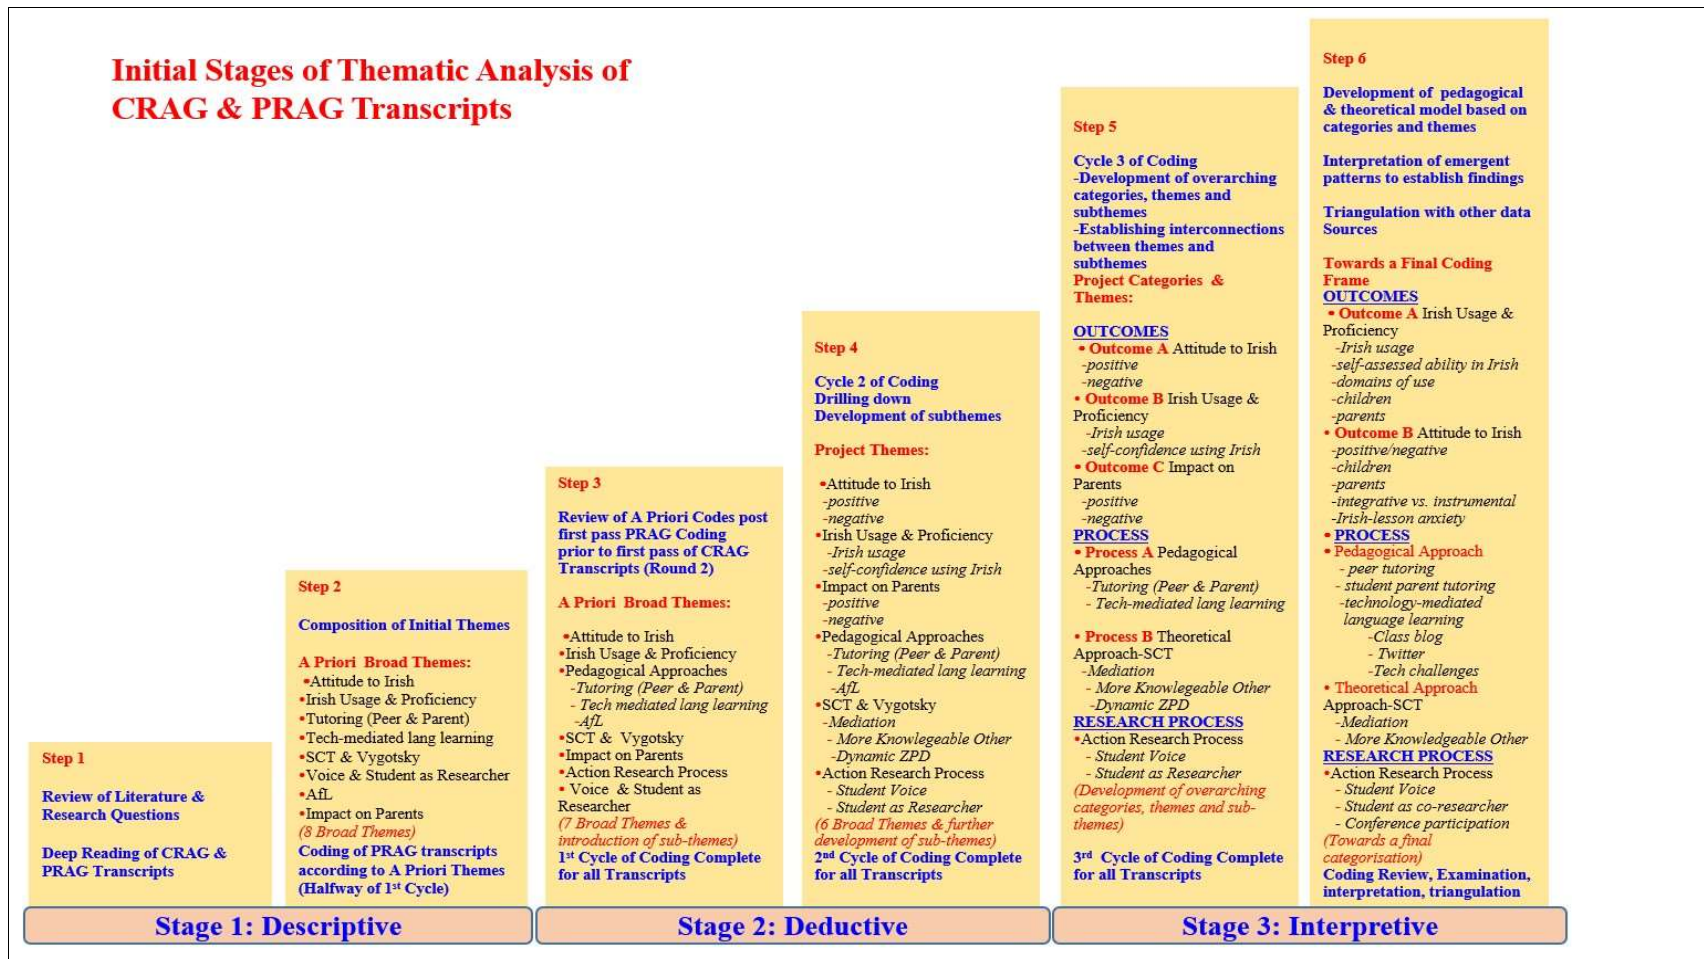 Initial Stages of Thematic Analysis of
CRAG & PRAG Transcripts
Step 1
Review of Literature &
Research Questions
Deep Reading of CRAG &
PRAG Transcripts
Step 2
Composition of Initial Themes
A Priori Broad Themes:
•Attitude to Irish
•Irish Usage & Proficiency
•Tutoring (Peer & Parent)
•Tech-mediated lang learning
•SCT & Vygotsky
•Voice & Student as Researcher
•AfL
•Impact on Parents
(8 Broad Themes)
Coding of PRAG transcripts
according to A Priori Themes
(Halfway of 1st Cycle)
Step 3
Review of A Priori Codes post
first pass PRAG Coding
prior to first pass of CRAG
Transcripts (Round 2)
A Priori Broad Themes:
•Attitude to Irish
•Irish Usage & Proficiency
•Pedagogical Approaches
-Tutoring (Peer & Parent)
- Tech mediated lang learning
-AfL
•SCT & Vygotsky
•Impact on Parents
•Action Research Process
• Voice & Student as
Researcher
(7 Broad Themes &
introduction of sub-themes)
1st Cycle of Coding Complete
for all Transcripts
Step 4
Cycle 2 of Coding
Drilling down
Development of subthemes
Project Themes:
•Attitude to Irish
-positive
-negative
•Irish Usage & Proficiency
-Irish usage
-self-confidence using Irish
•Impact on Parents
-positive
-negative
•Pedagogical Approaches
-Tutoring (Peer & Parent)
- Tech-mediated lang learning
-AfL
•SCT & Vygotsky
-Mediation
- More Knowlegeable Other
-Dynamic ZPD
•Action Research Process
- Student Voice
- Student as Researcher
(6 Broad Themes & further
development of sub-themes)
2nd Cycle of Coding Complete
for all Transcripts
Step 5
Cycle 3 of Coding
-Development of overarching
categories, themes and
subthemes
-Establishing interconnections
between themes and
subthemes
Project Categories &
Themes:
OUTCOMES
• Outcome A Attitude to Irish
-positive
-negative
• Outcome B Irish Usage &
Proficiency
-Irish usage
-self-confidence using Irish
• Outcome C Impact on
Parents
-positive
-negative
PROCESS
• Process A Pedagogical
Approaches
-Tutoring (Peer & Parent)
- Tech-mediated lang learning
• Process B Theoretical
Approach-SCT
-Mediation
- More Knowlegeable Other
-Dynamic ZPD
RESEARCH PROCESS
•Action Research Process
- Student Voice
- Student as Researcher
(Development of overarching
categories, themes and sub-
themes)
3rd Cycle of Coding Complete
for all Transcripts
Step 6
Development of pedagogical
& theoretical model based on
categories and themes
Interpretation of emergent
patterns to establish findings
Triangulation with other data
Sources
Towards a Final Coding
Frame
OUTCOMES
• Outcome A Irish Usage &
Proficiency
-Irish usage
-self-assessed ability in Irish
-domains of use
-children
-parents
• Outcome B Attitude to Irish
-positive/negative
-children
-parents
-integrative vs. instrumental
-Irish-lesson anxiety
• PROCESS
• Pedagogical Approach
- peer tutoring
- student parent tutoring
-technology-mediated
language learning
-Class blog
- Twitter
-Tech challenges
• Theoretical Approach
Approach-SCT
-Mediation
- More Knowledgeable Other
RESEARCH PROCESS
•Action Research Process
- Student Voice
- Student as co-researcher
- Conference participation
(Towards a final
categorisation)
Coding Review, Examination,
interpretation, triangulation
Stage 1: Descriptive
Stage 2: Deductive
Stage 3: Interpretive